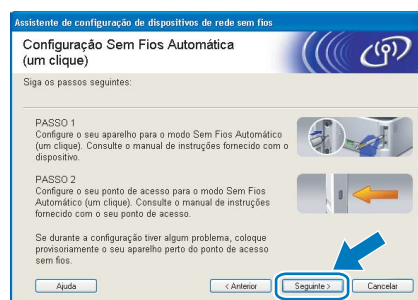 Assistente de configuração de dispositivos de rede sem fios
Configuração Sem Fios Automática
(um clique)
Siga os passos seguintes:
PASSO 1
Configure o seu aparelho para o modo Sem Fios Automático
(um clique). Consulte o manual de instruções fornecido com o
dispositivo.
PASSO 2
Configure o seu ponto de acesso para o modo Sem Fios
Automático (um clique). Consulte o manual de instruções
fornecido com o seu ponto de acesso.
Se durante a configuração tiver algum problema, coloque
provisoriamente o seu aparelho perto do ponto de acesso
sem fios.
Ajuda
< Anterior
Seguinte >
Cancelar